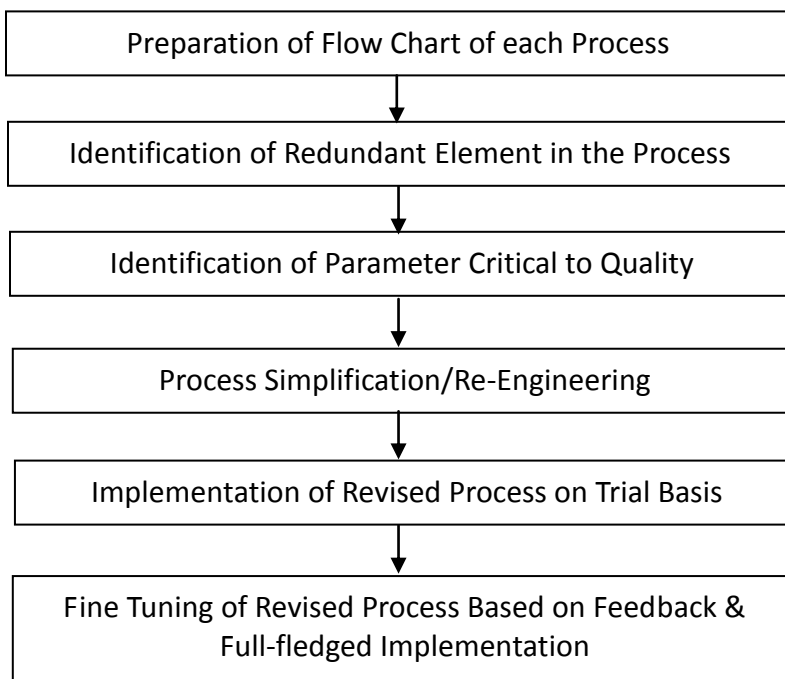 Preparation of Flow Chart of each Process
Identification of Redundant Element in the Process
Identification of Parameter Critical to Quality
Process Simplification/Re-Engineering
Implementation of Revised Process on Trial Basis
Fine Tuning of Revised Process Based on Feedback &
Full-fledged Implementation